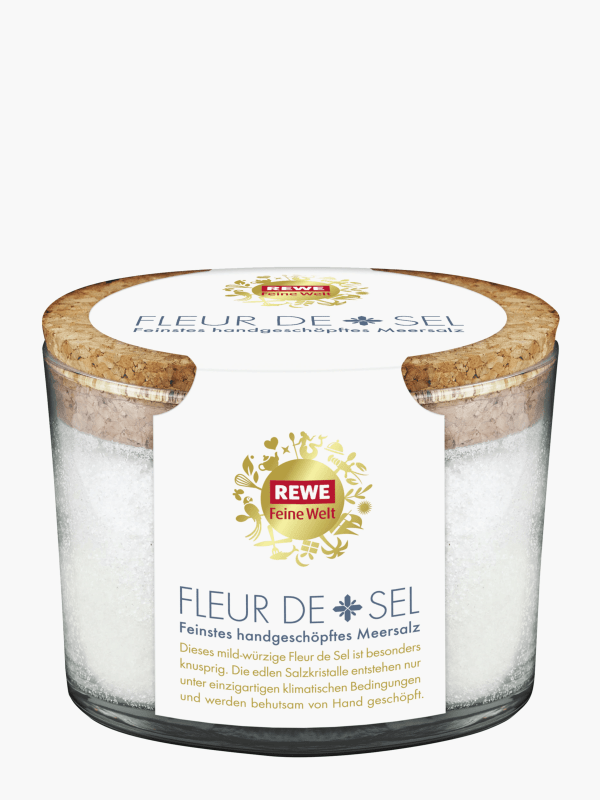 REWE
Feine Welt
FLEUR DE SEL
Feinstes handgeschöpftes Meersalz
REWE
Feine Welt
FLEUR DE SEL
Feinstes handgeschöpftes Meersalz
Dieses mild-würzige Fleur de Sel ist besonders
knusprig. Die edlen Salzkristalle entstehen nur
unter einzigartigen klimatischen Bedingungen
und werden behutsam von Hand geschöpft.